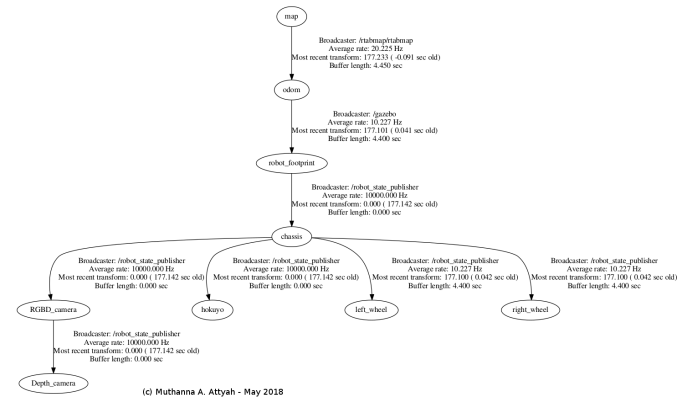 map
Broadcaster: /rtabmap/rtabmap
Average rate: 20.225 Hz
Most recent transform: 177.233 ( -0.091 sec old)
Buffer length: 4.450 sec
odom
Broadcaster: /gazebo
Average rate: 10.227 Hz
Most recent transform: 177.101 ( 0.041 sec old)
Buffer length: 4.400 sec
robot_footprint
Broadcaster: /robot_state_publisher
Average rate: 10000.000 Hz
Most recent transform: 0.000 ( 177.142 sec old)
Buffer length: 0.000 sec
chassis
Broadcaster: /robot_state_publisher
Average rate: 10000.000 Hz
Most recent transform: 0.000 ( 177.142 sec old)
Buffer length: 0.000 sec
Broadcaster: /robot_state_publisher
Average rate: 10000.000 Hz
Most recent transform: 0.000 ( 177.142 sec old)
Buffer length: 0.000 sec
Broadcaster: /robot_state_publisher
Average rate: 10.227 Hz
Most recent transform: 177.100 ( 0.042 sec old)
Buffer length: 4.400 sec
Broadcaster: /robot_state_publisher
Average rate: 10.227 Hz
Most recent transform: 177.100 ( 0.042 sec old)
Buffer length: 4.400 sec
RGBD_camera
hokuyo
left_wheel
right_wheel
Broadcaster: /robot_state_publisher
Average rate: 10000.000 Hz
Most recent transform: 0.000 ( 177.142 sec old)
Buffer length: 0.000 sec
Depth_camera
(c) Muthanna A. Attyah - May 2018